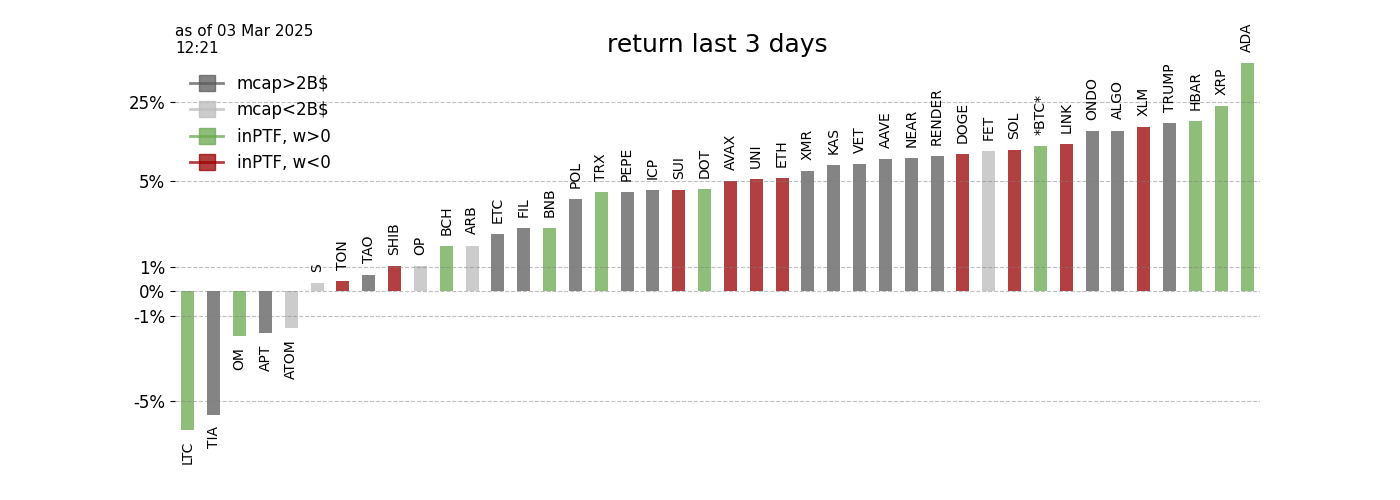 as of 03 Mar 2025
12:21
return last 3 days
mcap>2B$
mcap<2B$
inPTF, w>0
inPTF, w<0
25%
5%
1%
0%
-1%
-5%
LTC
TIA
OM
APT
ATOM
S
TON
TAO
SHIB
OP
BCH
ARB
ETC
FIL
BNB
POL
TRX
PEPE
ICP
SUI
DOT
AVAX
UNI
ETH
XMR
KAS
VET
AAVE
NEAR
RENDER
DOGE
FET
SOL
*BTC*
LINK
ONDO
ALGO
XLM
TRUMP
HBAR
XRP
ADA